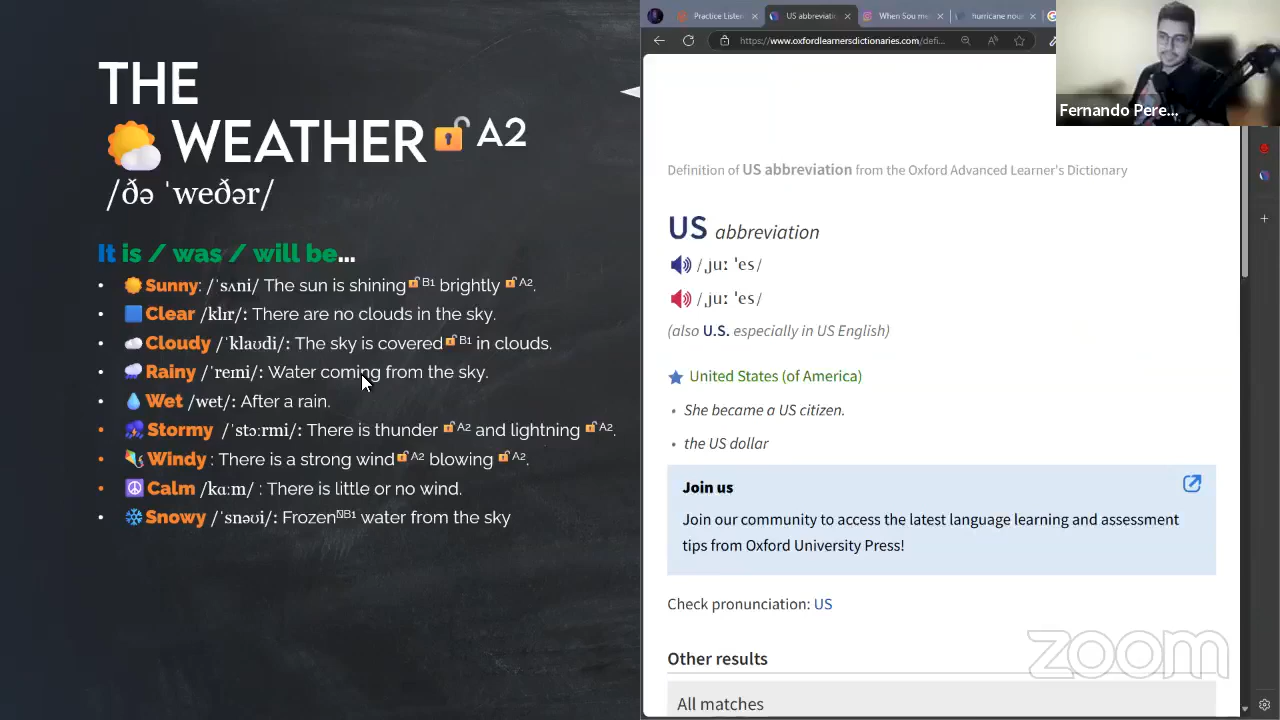 THE
WEATHER A2
/ðə ˈweðər/
It is / was / will be...
• Sunny: /ˈsʌni/ The sun is shining B1 brightly A2.
• Clear /klɪr/: There are no clouds in the sky.
• Cloudy /ˈklaʊdi/: The sky is covered B1 in clouds.
• Rainy /ˈreɪni/: Water coming from the sky.
• Wet /wet/: After a rain.
• Stormy /ˈstɔːrmi/: There is thunder A2 and lightning A2.
• Windy : There is a strong wind A2 blowing A2.
• Calm /kɑːm/ : There is little or no wind.
• Snowy /ˈsnəʊi/: Frozen B1 water from the sky
Practice Listen
US abbreviati
When Sou me
hurricane nou
https://www.oxfordlearnersdictionaries.com/defi...
Fernando Pere...
Definition of US abbreviation from the Oxford Advanced Learner's Dictionary
US abbreviation
/ˌjuː ˈes/
/ˌjuː ˈes/
(also U.S. especially in US English)
United States (of America)
• She became a US citizen.
• the US dollar
Join us
Join our community to access the latest language learning and assessment
tips from Oxford University Press!
Check pronunciation: US
Other results
All matches
zoom